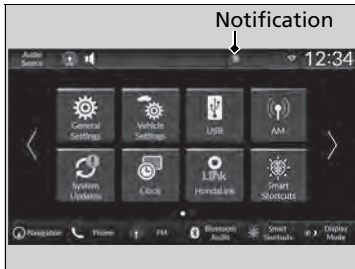 Notification
Audio Source 12:34
General Settings Vehicle Settings USB AM
System Updates Clock HondaLink Smart Shortcuts
Navigation Phone FM Bluetooth Audio Smart Shortcuts Display Mode